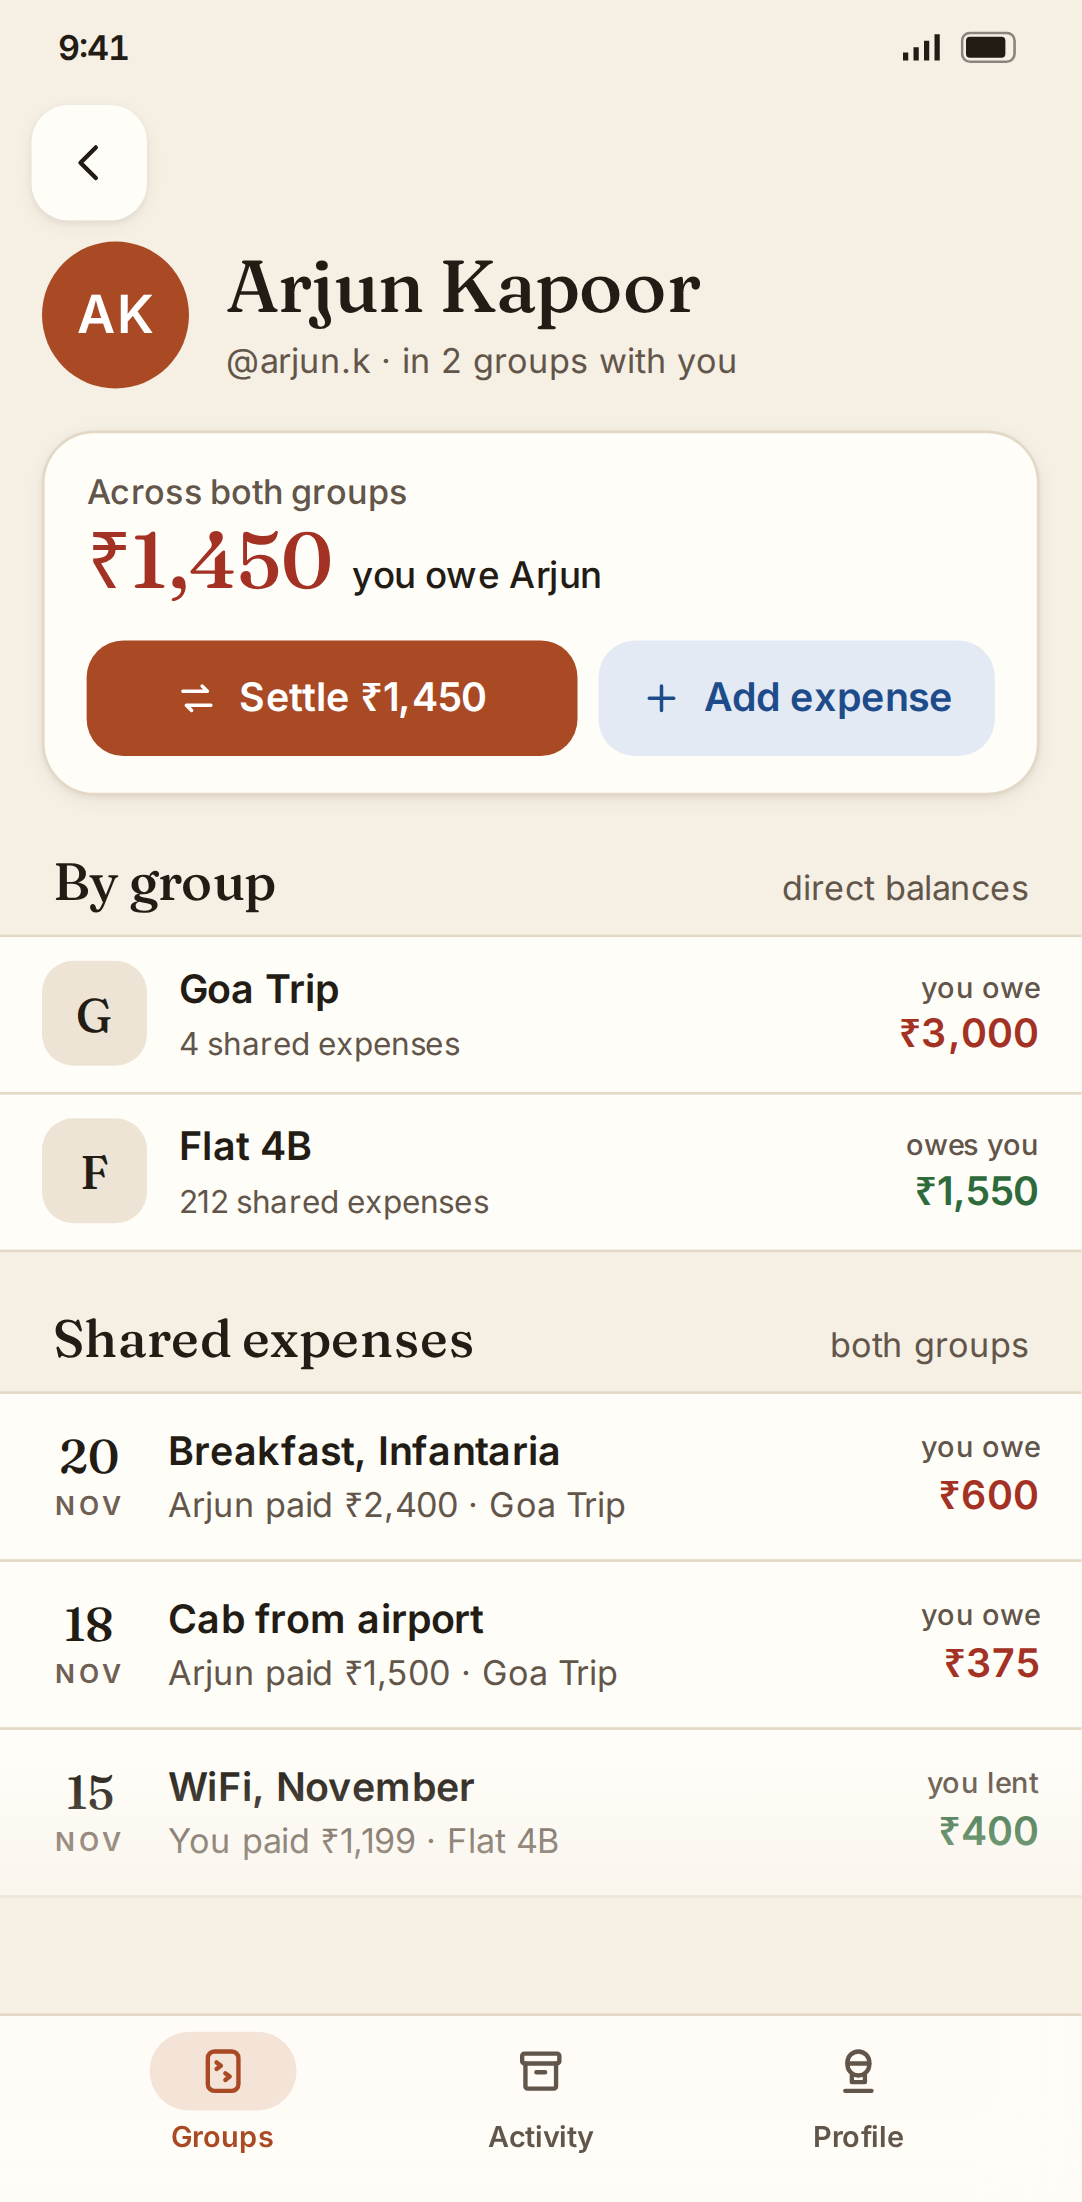 9:41
AK
Arjun Kapoor
@arjun.k · in 2 groups with you
Across both groups
₹1,450 you owe Arjun
Settle ₹1,450
Add expense
By group
direct balances
G
Goa Trip
4 shared expenses
you owe
₹3,000
F
Flat 4B
212 shared expenses
owes you
₹1,550
Shared expenses
both groups
20
NOV
Breakfast, Infantaria
Arjun paid ₹2,400 · Goa Trip
you owe
₹600
18
NOV
Cab from airport
Arjun paid ₹1,500 · Goa Trip
you owe
₹375
15
NOV
WiFi, November
You paid ₹1,199 · Flat 4B
you lent
₹400
Groups
Activity
Profile